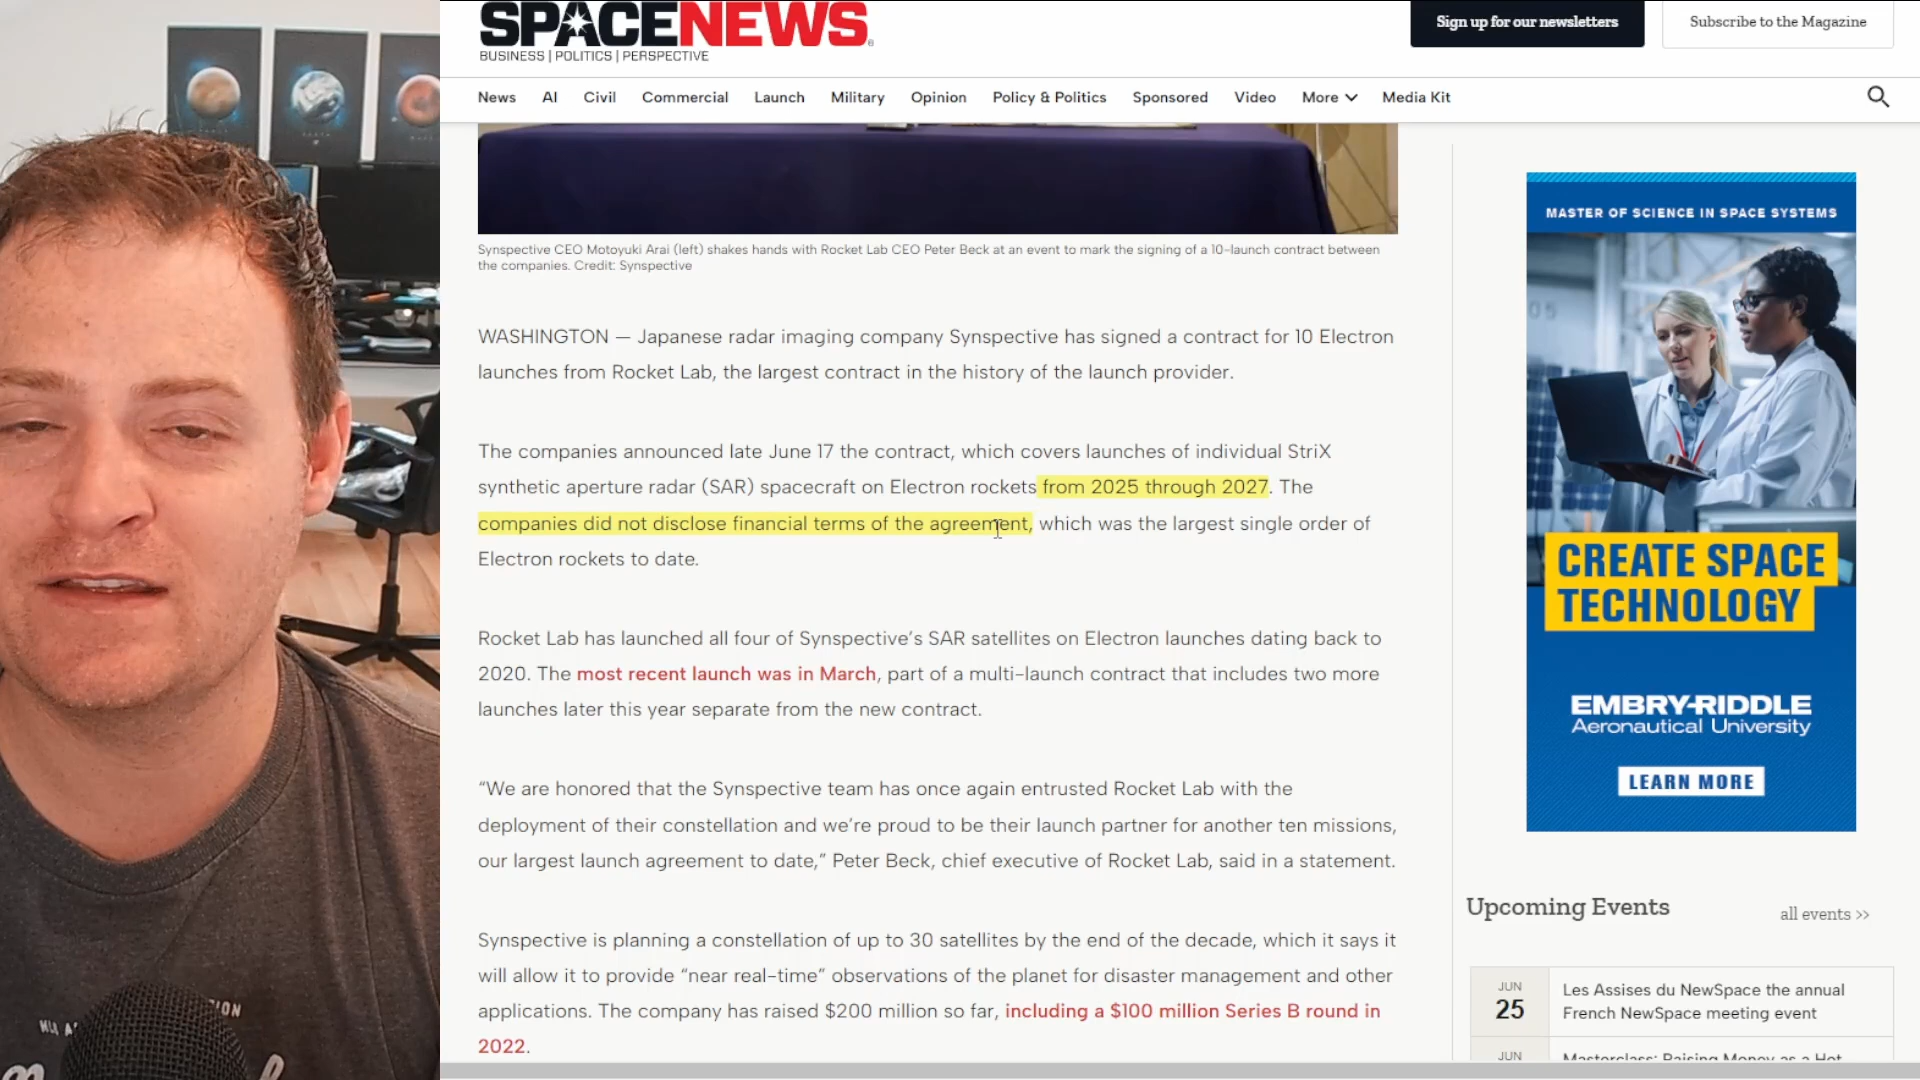 SPACENEWS
BUSINESS | POLITICS | PERSPECTIVE
Sign up for our newsletters
Subscribe to the Magazine
News AI Civil Commercial Launch Military Opinion Policy & Politics Sponsored Video More Media Kit
Synspective CEO Motoyuki Arai (left) shakes hands with Rocket Lab CEO Peter Beck at an event to mark the signing of a 10-launch contract between
the companies. Credit: Synspective
WASHINGTON — Japanese radar imaging company Synspective has signed a contract for 10 Electron
launches from Rocket Lab, the largest contract in the history of the launch provider.
The companies announced late June 17 the contract, which covers launches of individual StriX
synthetic aperture radar (SAR) spacecraft on Electron rockets from 2025 through 2027. The
companies did not disclose financial terms of the agreement, which was the largest single order of
Electron rockets to date.
Rocket Lab has launched all four of Synspective’s SAR satellites on Electron launches dating back to
2020. The most recent launch was in March, part of a multi-launch contract that includes two more
launches later this year separate from the new contract.
“We are honored that the Synspective team has once again entrusted Rocket Lab with the
deployment of their constellation and we’re proud to be their launch partner for another ten missions,
our largest launch agreement to date,” Peter Beck, chief executive of Rocket Lab, said in a statement.
Synspective is planning a constellation of up to 30 satellites by the end of the decade, which it says it
will allow it to provide “near real-time” observations of the planet for disaster management and other
applications. The company has raised $200 million so far, including a $100 million Series B round in
2022.
MASTER OF SCIENCE IN SPACE SYSTEMS
CREATE SPACE
TECHNOLOGY
EMBRY-RIDDLE
Aeronautical University
LEARN MORE
Upcoming Events
all events >>
JUN
25
Les Assises du NewSpace the annual
French NewSpace meeting event
JUN
Masterclass: Raising Money as a Hot